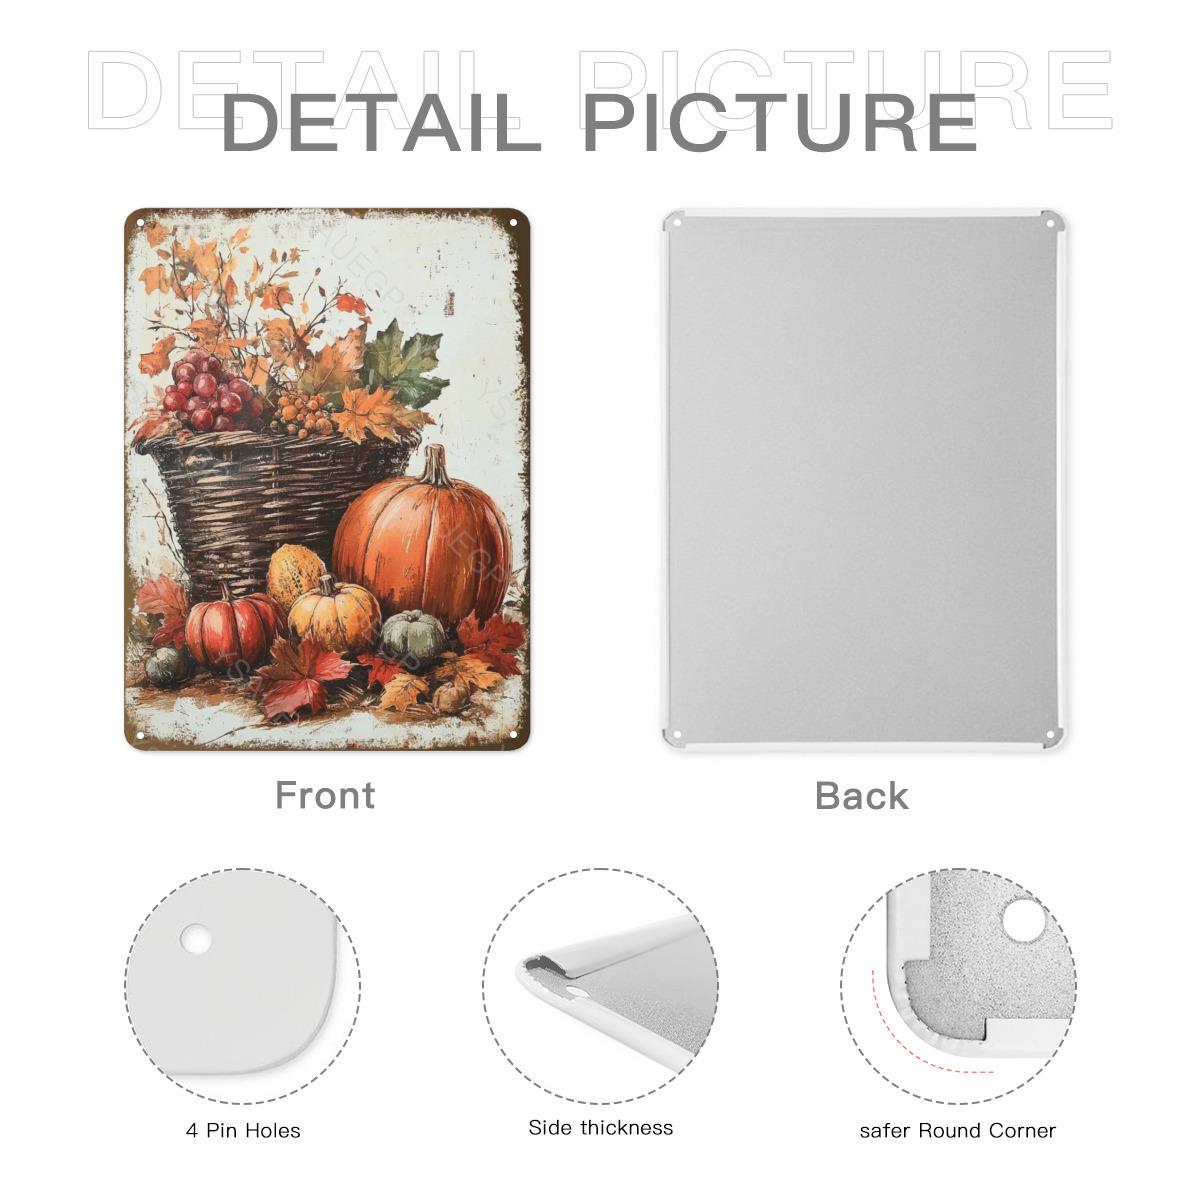 DETAIL PICTURE
DETAIL PICTURE
Front
Back
4 Pin Holes
Side thickness
safer Round Corner